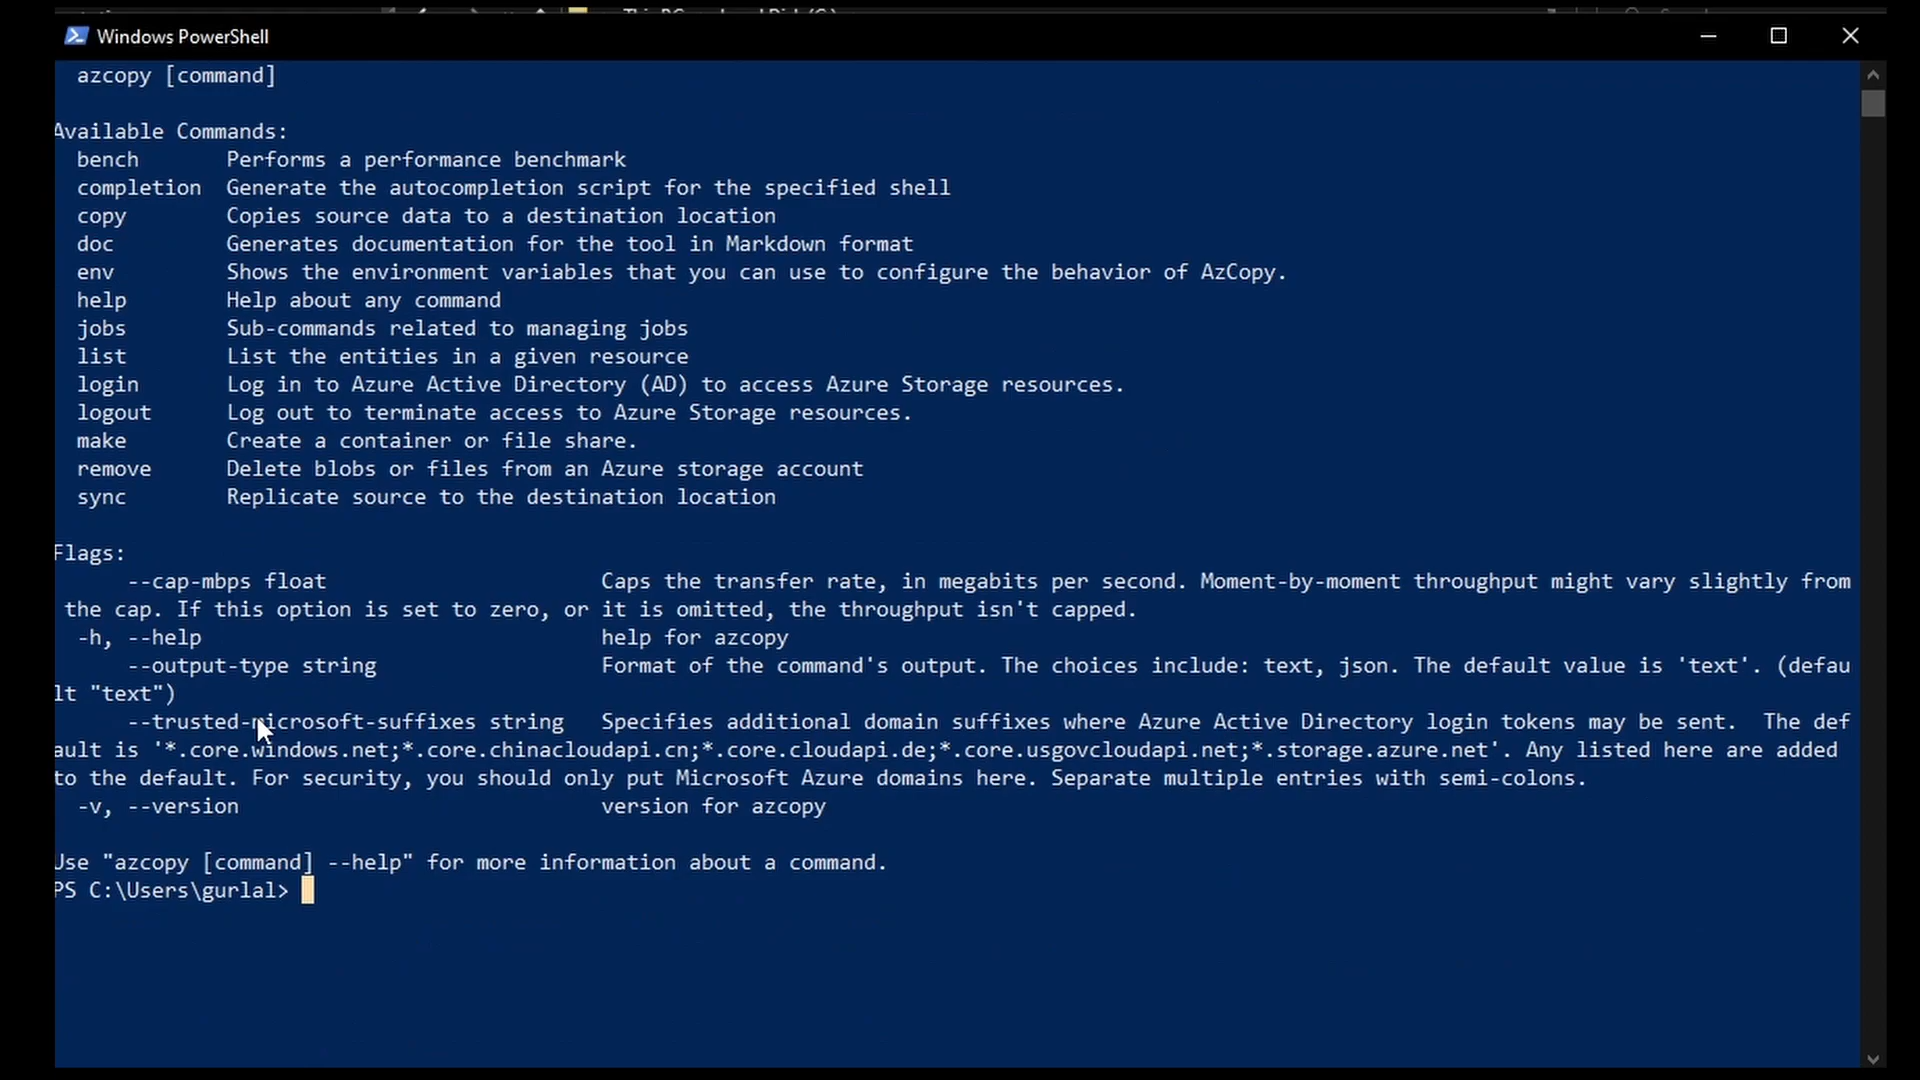 Windows PowerShell
azcopy [command]
Available Commands:
bench Performs a performance benchmark
completion Generate the autocompletion script for the specified shell
copy Copies source data to a destination location
doc Generates documentation for the tool in Markdown format
env Shows the environment variables that you can use to configure the behavior of AzCopy.
help Help about any command
jobs Sub-commands related to managing jobs
list List the entities in a given resource
login Log in to Azure Active Directory (AD) to access Azure Storage resources.
logout Log out to terminate access to Azure Storage resources.
make Create a container or file share.
remove Delete blobs or files from an Azure storage account
sync Replicate source to the destination location
Flags:
--cap-mbps float Caps the transfer rate, in megabits per second. Moment-by-moment throughput might vary slightly from
the cap. If this option is set to zero, or it is omitted, the throughput isn't capped.
-h, --help help for azcopy
--output-type string Format of the command's output. The choices include: text, json. The default value is 'text'. (defau
lt "text")
--trusted-microsoft-suffixes string Specifies additional domain suffixes where Azure Active Directory login tokens may be sent. The def
ault is '*.core.windows.net;*.core.chinacloudapi.cn;*.core.cloudapi.de;*.core.usgovcloudapi.net;*.storage.azure.net'. Any listed here are added
to the default. For security, you should only put Microsoft Azure domains here. Separate multiple entries with semi-colons.
-v, --version version for azcopy
Use "azcopy [command] --help" for more information about a command.
PS C:\Users\gurlal>